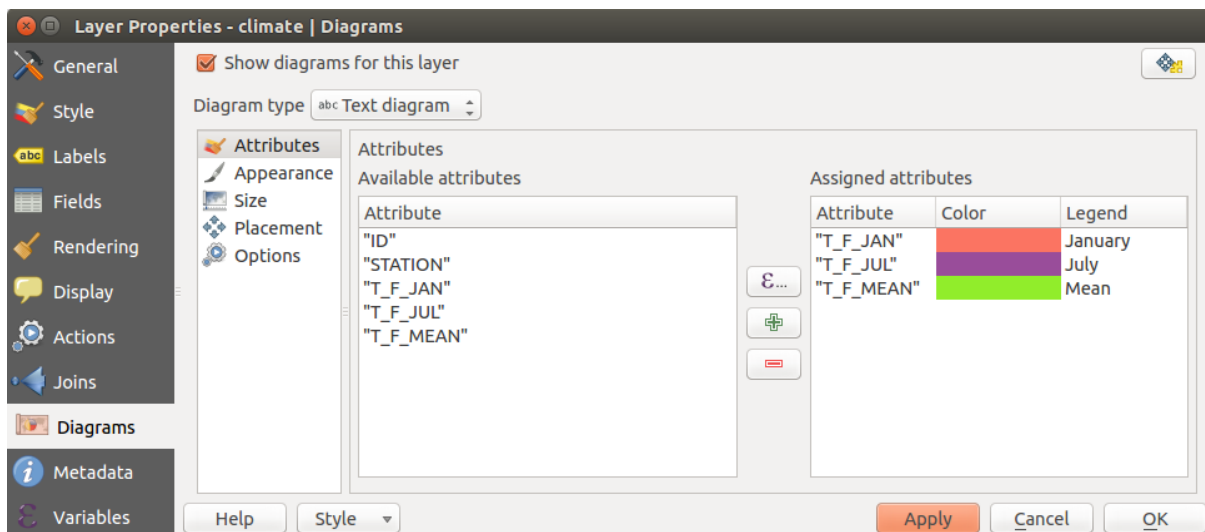 Layer Properties - climate | Diagrams
General
Style
abc Labels
Fields
Rendering
Display
Actions
Joins
Diagrams
i Metadata
ε Variables
Show diagrams for this layer
Diagram type abc Text diagram
Attributes
Appearance
Size
Placement
Options
Attributes
Available attributes
Attribute
"ID"
"STATION"
"T_F_JAN"
"T_F_JUL"
"T_F_MEAN"
ε...
Assigned attributes
Attribute Color Legend
"T_F_JAN" January
"T_F_JUL" July
"T_F_MEAN" Mean
Help Style Apply Cancel OK